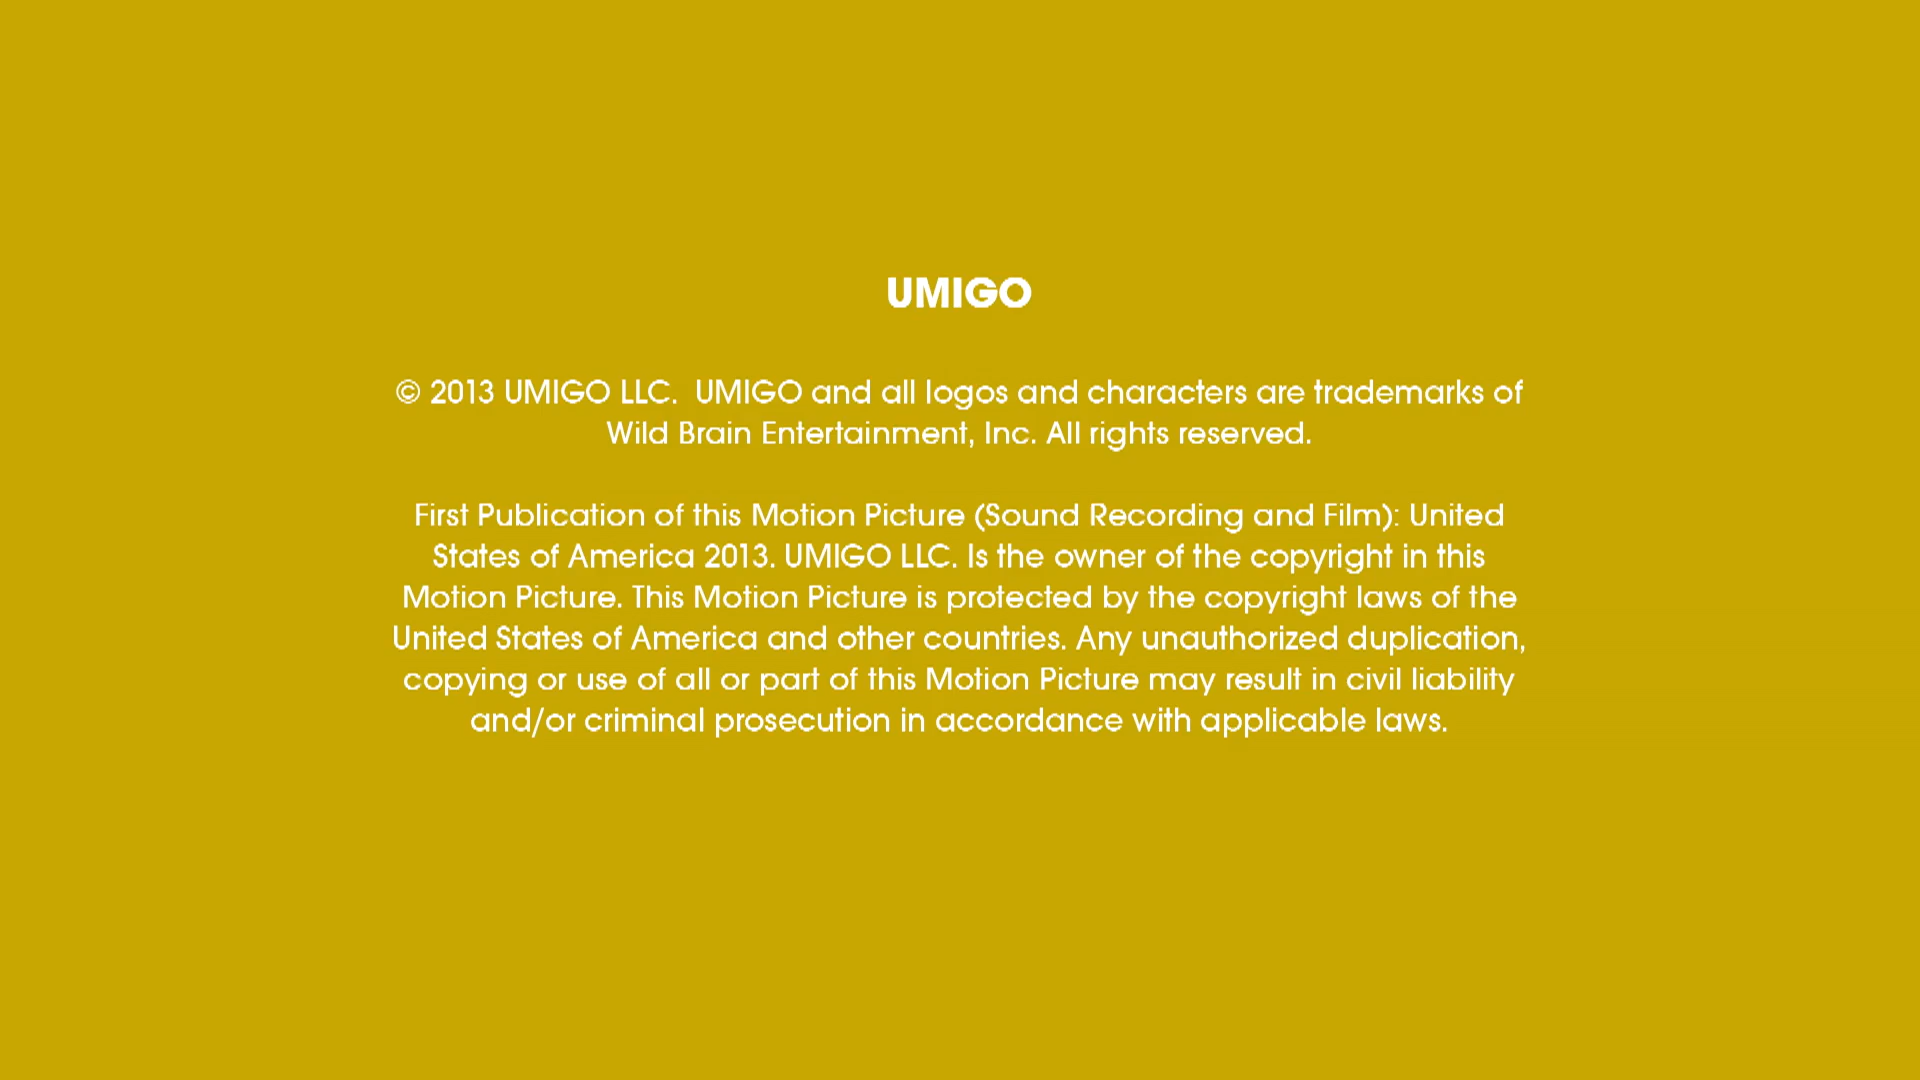 UMIGO
© 2013 UMIGO LLC.  UMIGO and all logos and characters are trademarks of
Wild Brain Entertainment, Inc. All rights reserved.
First Publication of this Motion Picture (Sound Recording and Film): United
States of America 2013. UMIGO LLC. Is the owner of the copyright in this
Motion Picture. This Motion Picture is protected by the copyright laws of the
United States of America and other countries. Any unauthorized duplication,
copying or use of all or part of this Motion Picture may result in civil liability
and/or criminal prosecution in accordance with applicable laws.